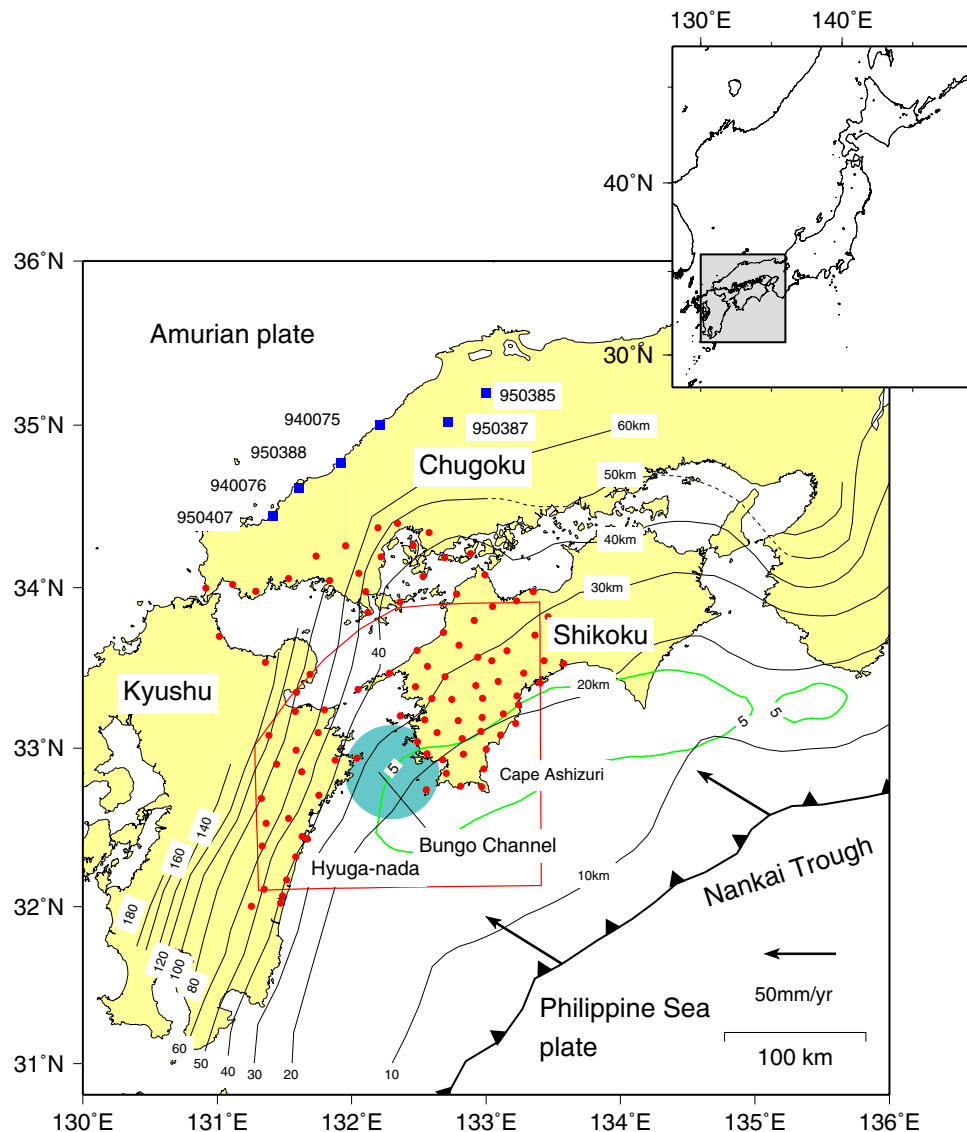 130˚E
140˚E
40˚N
30˚N
36˚N
35˚N
34˚N
33˚N
32˚N
31˚N
Amurian plate
950385
940075
950387
950388
60km
Chugoku
940076
50km
950407
40km
30km
Shikoku
40
Kyushu
20km
5
5
5
Cape Ashizuri
140
160
Bungo Channel
Hyuga-nada
10km
Nankai Trough
180
120
100
80
50mm/yr
Philippine Sea
plate
100 km
60
50
40
30
20
10
130˚E
131˚E
132˚E
133˚E
134˚E
135˚E
136˚E